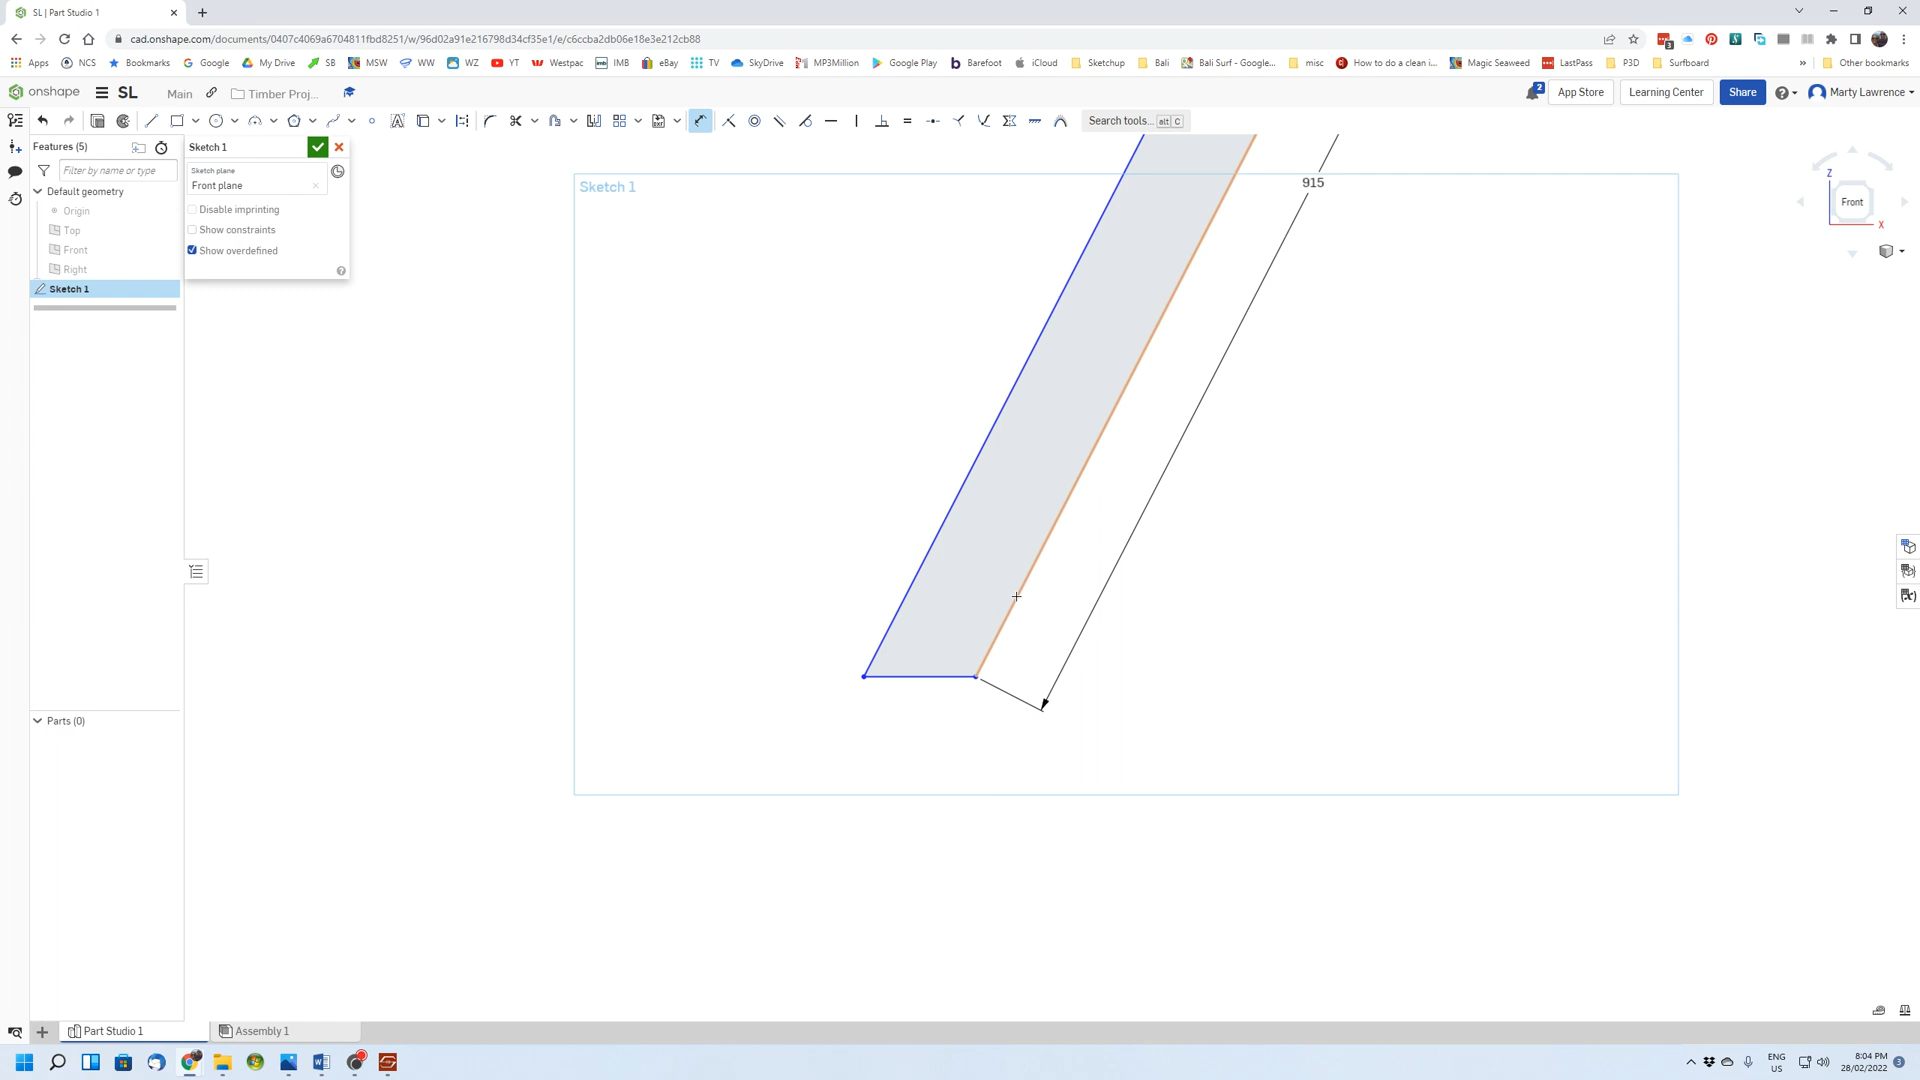 SL | Part Studio 1
cad.onshape.com/documents/0407c4069a6704811fbd8251/w/96d02a91e216798d34cf35e1/e/c6ccba2db06e18e3e212cb88
3
Apps NCS Bookmarks Google My Drive SB MSW WW WZ YT Westpac IMB eBay TV SkyDrive MP3Million Google Play Barefoot iCloud Sketchup Bali Bali Surf - Google... misc How to do a clean i... Magic Seaweed LastPass P3D Surfboard » Other bookmarks
onshape SL Main Timber Proj... 2 App Store Learning Center Share Marty Lawrence
Search tools... alt C
Features (5)
Filter by name or type
Default geometry
Origin
Top
Front
Right
Sketch 1
Sketch 1
Sketch plane
Front plane
Disable imprinting
Show constraints
Show overdefined
Sketch 1
915
Z
Front
X
Parts (0)
Part Studio 1
Assembly 1
ENG
US
8:04 PM
28/02/2022
3